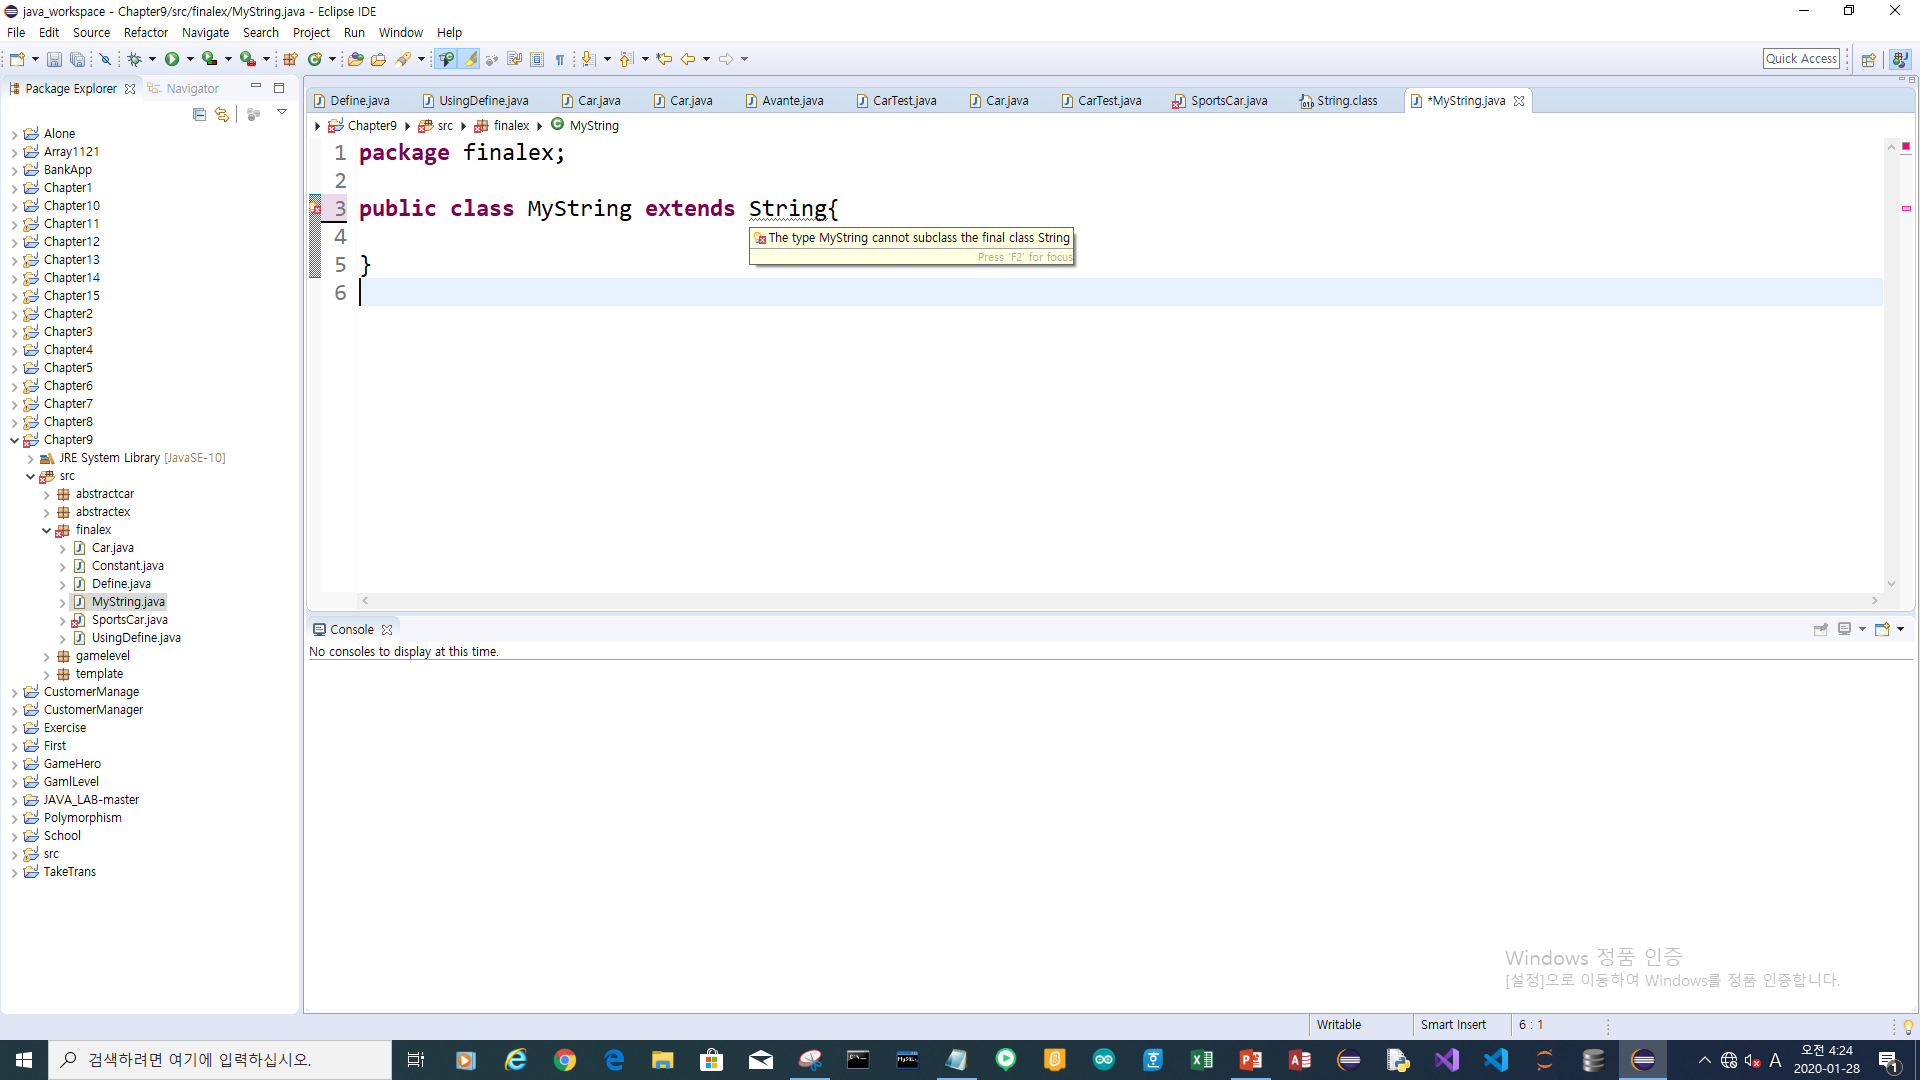 java_workspace - Chapter9/src/finalex/MyString.java - Eclipse IDE
File Edit Source Refactor Navigate Search Project Run Window Help
Quick Access
Package Explorer Navigator
Define.java UsingDefine.java Car.java Car.java Avante.java CarTest.java Car.java CarTest.java SportsCar.java String.class *MyString.java
Chapter9 src finalex MyString
1 package finalex;
2
3 public class MyString extends String{
4
5 }
6
The type MyString cannot subclass the final class String
Press 'F2' for focus
Alone
Array1121
BankApp
Chapter1
Chapter10
Chapter11
Chapter12
Chapter13
Chapter14
Chapter15
Chapter2
Chapter3
Chapter4
Chapter5
Chapter6
Chapter7
Chapter8
Chapter9
JRE System Library [JavaSE-10]
src
abstractcar
abstractex
finalex
Car.java
Constant.java
Define.java
MyString.java
SportsCar.java
UsingDefine.java
gamelevel
template
CustomerManage
CustomerManager
Exercise
First
GameHero
GamlLevel
JAVA_LAB-master
Polymorphism
School
src
TakeTrans
Console
No consoles to display at this time.
Windows 정품 인증
[설정]으로 이동하여 Windows를 정품 인증합니다.
Writable Smart Insert 6 : 1
검색하려면 여기에 입력하십시오.
A
오전 4:24
2020-01-28
1